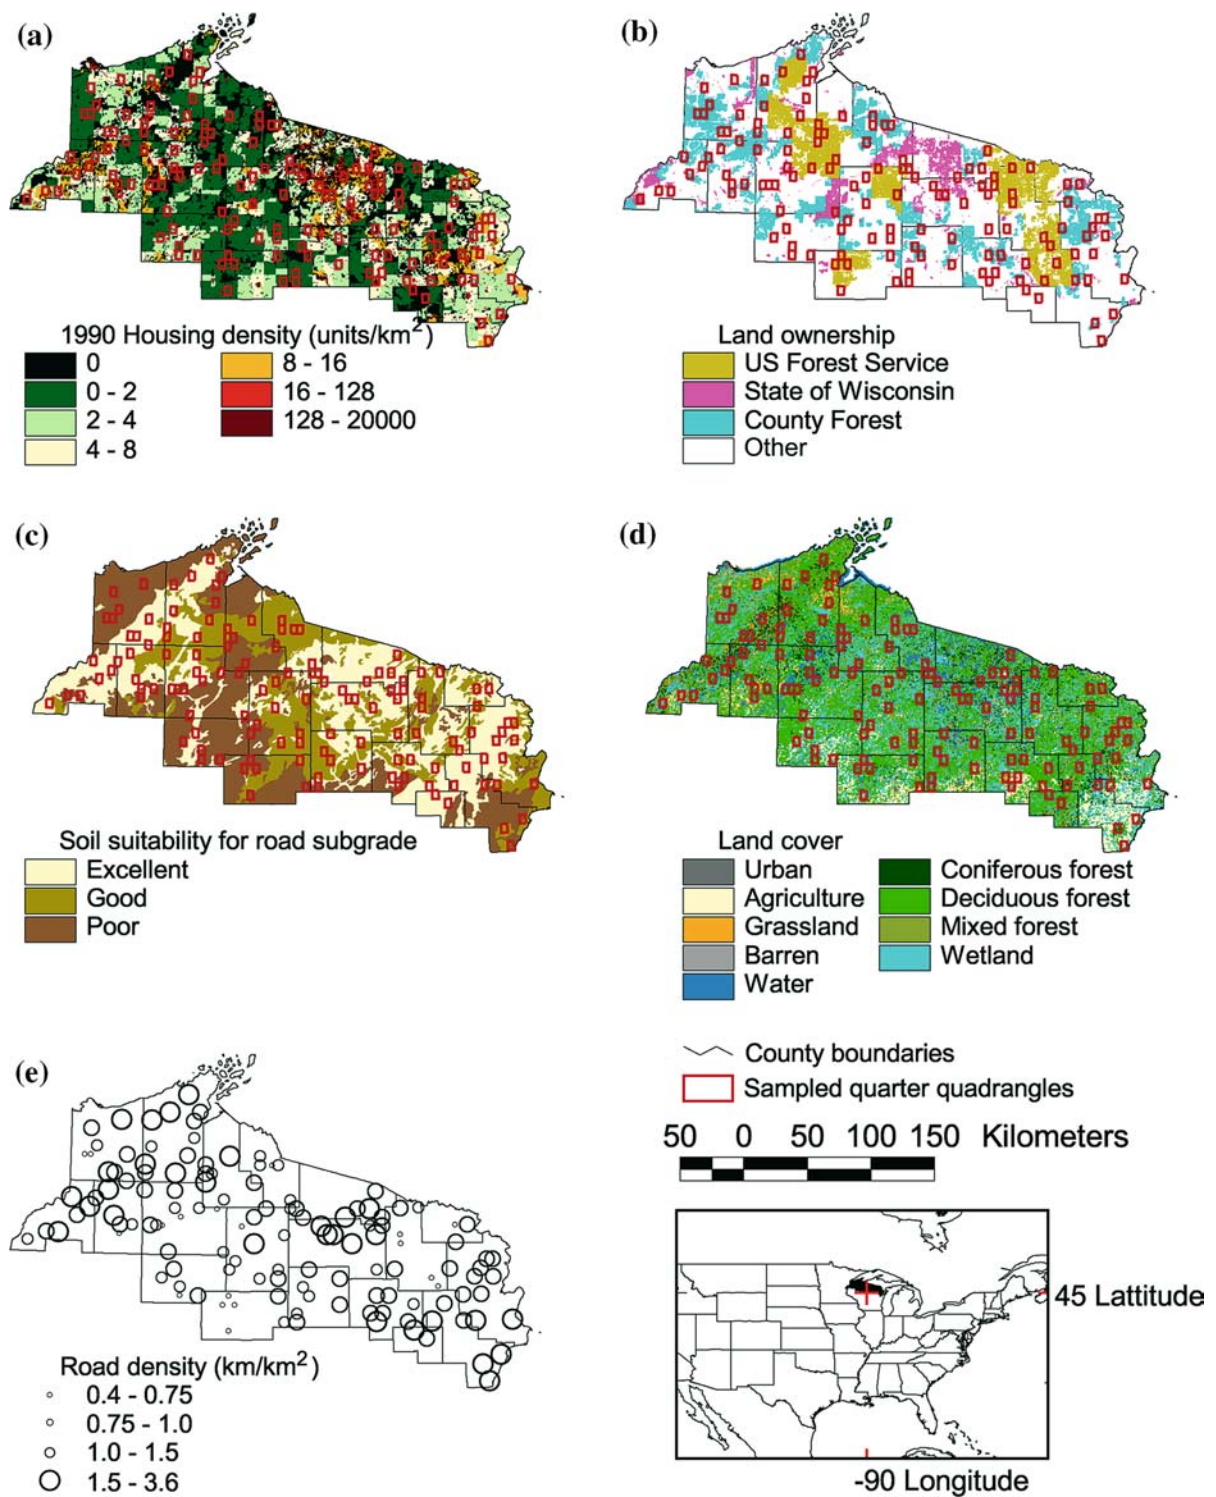 (a)
1990 Housing density (units/km2)
0
0 - 2
2 - 4
4 - 8
8 - 16
16 - 128
128 - 20000
(b)
Land ownership
US Forest Service
State of Wisconsin
County Forest
Other
(c)
Soil suitability for road subgrade
Excellent
Good
Poor
(d)
Land cover
Urban
Agriculture
Grassland
Barren
Water
Coniferous forest
Deciduous forest
Mixed forest
Wetland
(e)
Road density (km/km2)
0.4 - 0.75
0.75 - 1.0
1.0 - 1.5
1.5 - 3.6
County boundaries
Sampled quarter quadrangles
50 0 50 100 150 Kilometers
45 Lattitude
-90 Longitude